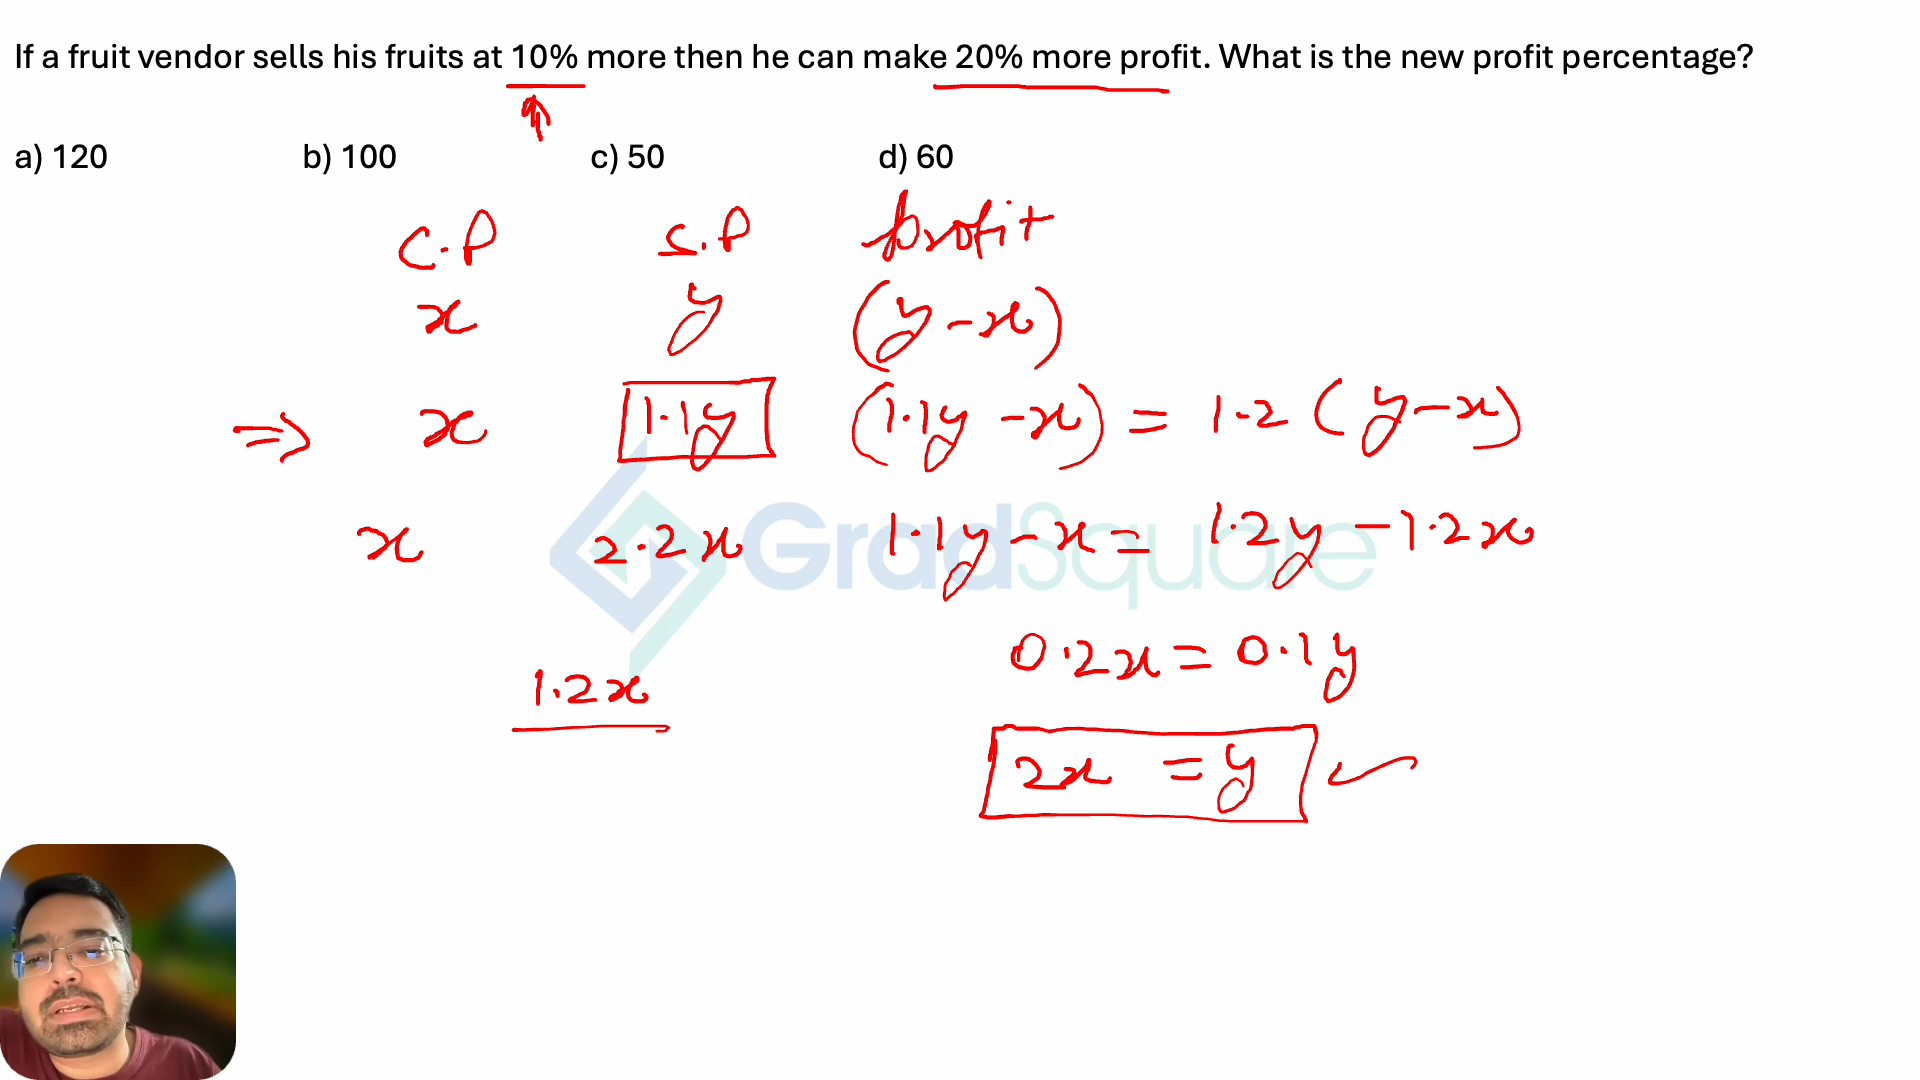 If a fruit vendor sells his fruits at 10% more then he can make 20% more profit. What is the new profit percentage?
a) 120 b) 100 c) 50 d) 60
C.P S.P profit
x y (y-x)
⇒ x 1.1y (1.1y -x) = 1.2 (y-x)
x 2.2x 1.1y-x = 1.2y -1.2x
GradSquare
0.2x = 0.1y
1.2x
2x = y ✓